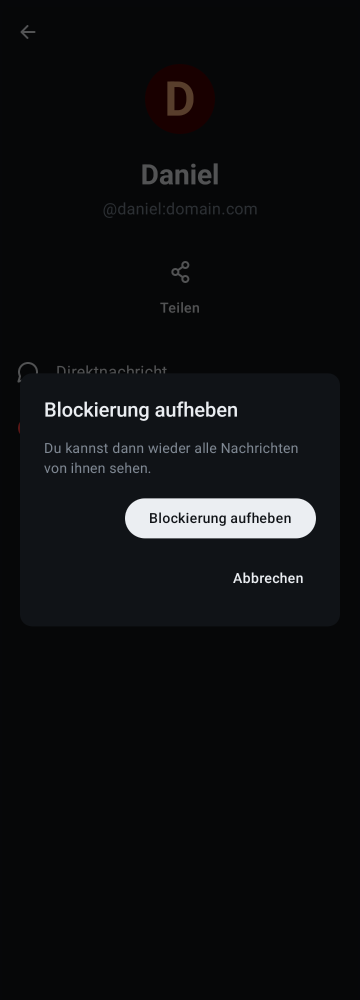 D
Daniel
@daniel:domain.com
Teilen
Direktnachricht
Blockierung aufheben
Du kannst dann wieder alle Nachrichten
von ihnen sehen.
Blockierung aufheben
Abbrechen